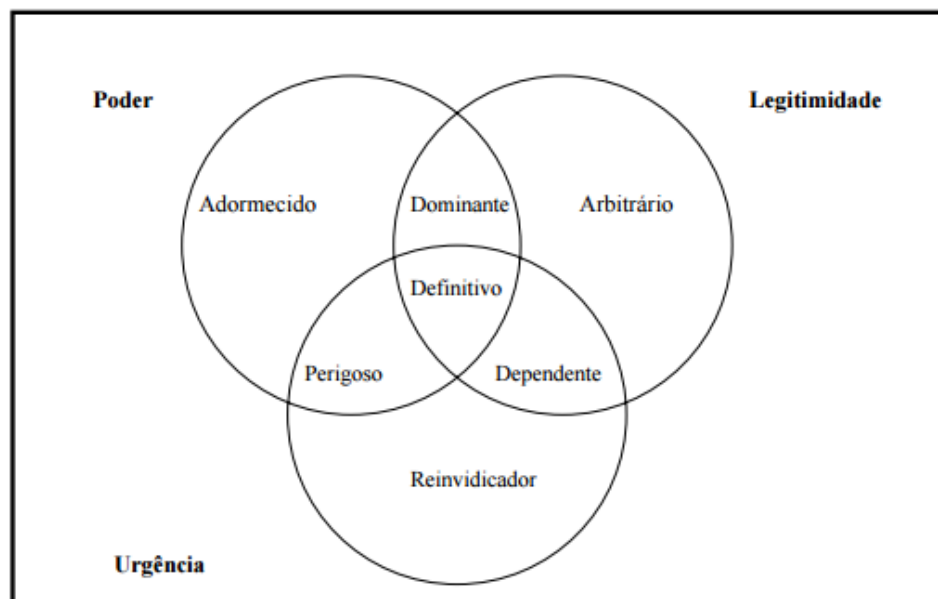 Poder
Legitimidade
Adormecido
Dominante
Arbitrário
Definitivo
Perigoso
Dependente
Reinvidicador
Urgência